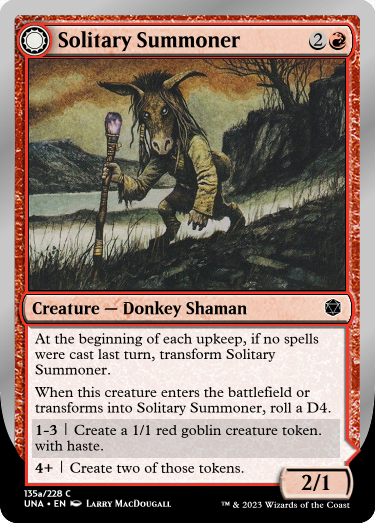 Solitary Summoner 2
Creature — Donkey Shaman
At the beginning of each upkeep, if no spells
were cast last turn, transform Solitary
Summoner.
When this creature enters the battlefield or
transforms into Solitary Summoner, roll a D4.
1-3 | Create a 1/1 red goblin creature token.
with haste.
4+ | Create two of those tokens.
2/1
135a/228 C
UNA • EN Larry MacDougall
™ & 2023 Wizards of the Coast